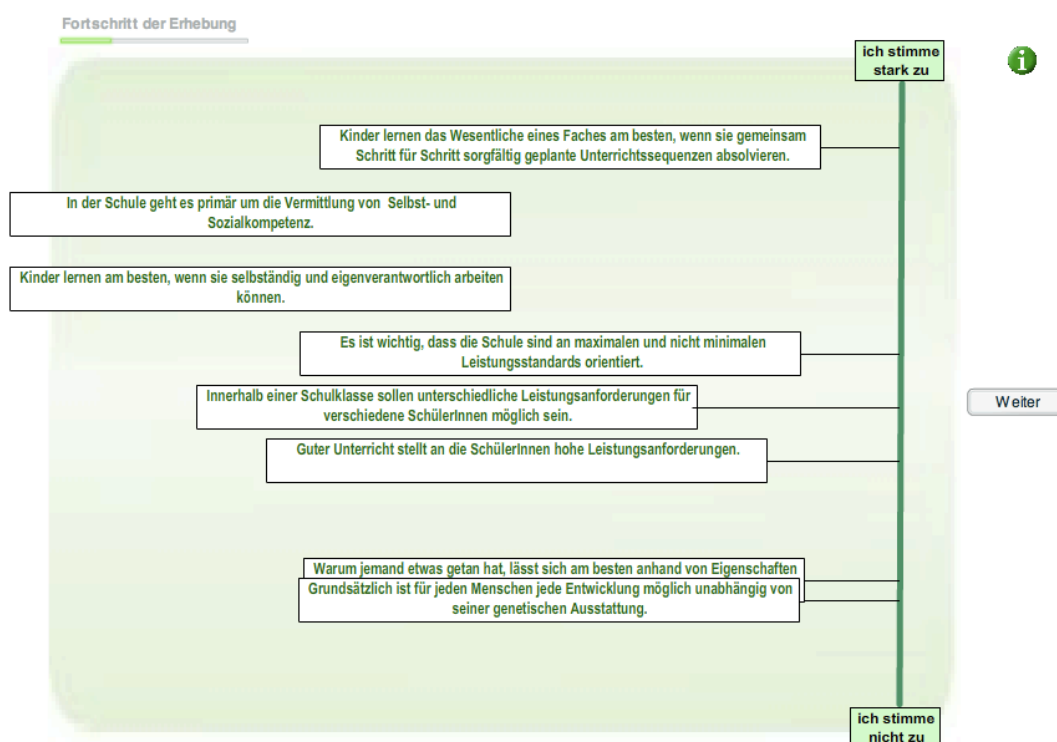 Fortschritt der Erhebung
ich stimme
stark zu
Kinder lernen das Wesentliche eines Faches am besten, wenn sie gemeinsam
Schritt für Schritt sorgfältig geplante Unterrichtssequenzen absolvieren.
In der Schule geht es primär um die Vermittlung von Selbst- und
Sozialkompetenz.
Kinder lernen am besten, wenn sie selbständig und eigenverantwortlich arbeiten
können.
Es ist wichtig, dass die Schule sind an maximalen und nicht minimalen
Leistungsstandards orientiert.
Innerhalb einer Schulklasse sollen unterschiedliche Leistungsanforderungen für
verschiedene SchülerInnen möglich sein.
Weiter
Guter Unterricht stellt an die SchülerInnen hohe Leistungsanforderungen.
Warum jemand etwas getan hat, lässt sich am besten anhand von Eigenschaften
Grundsätzlich ist für jeden Menschen jede Entwicklung möglich unabhängig von
seiner genetischen Ausstattung.
ich stimme
nicht zu